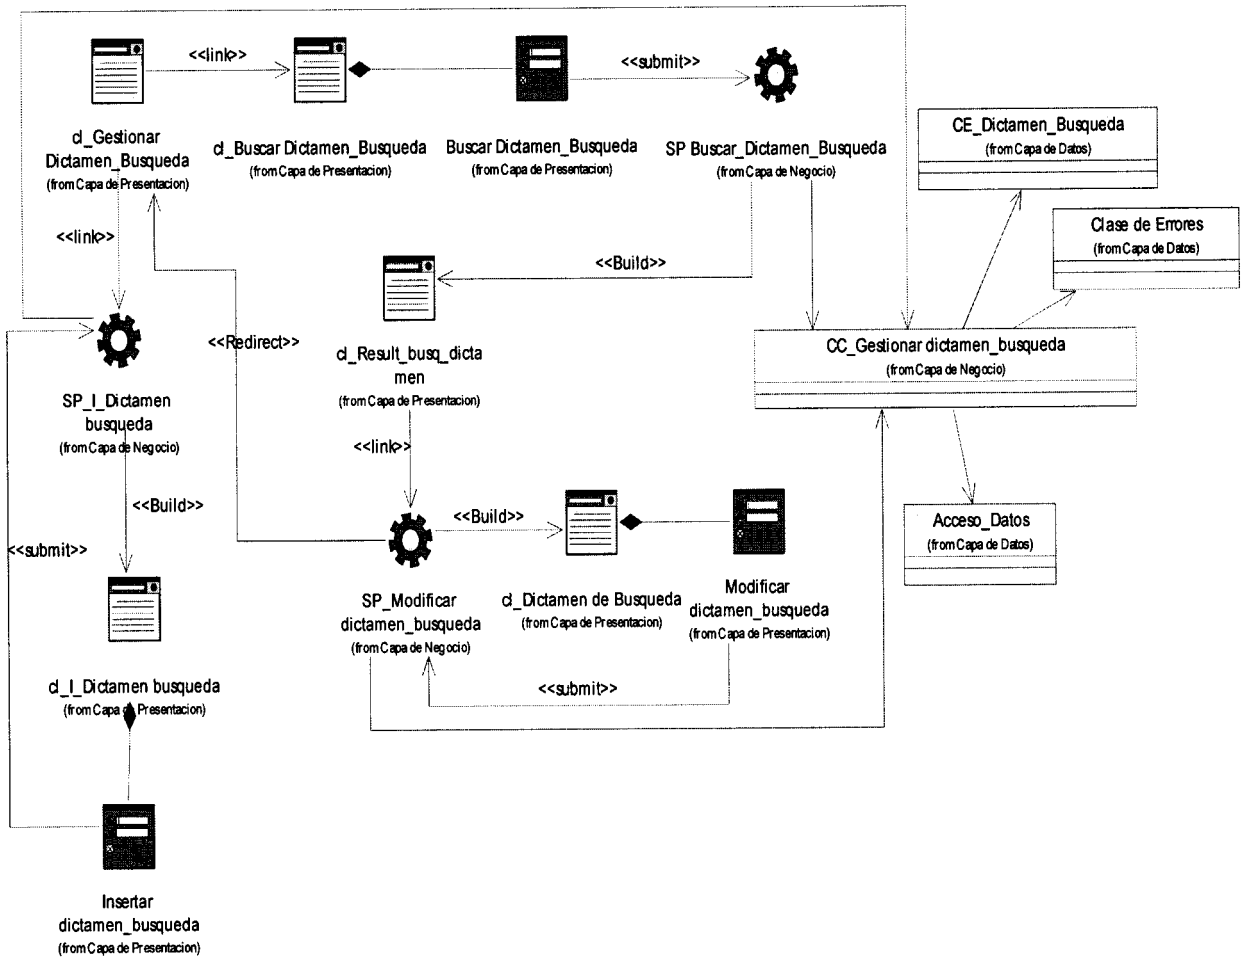 <<link>>
<<submit>>
cl_Gestionar
Dictamen_Busqueda
(from Capa de Presentacion)
cl_Buscar Dictamen_Busqueda
(from Capa de Presentacion)
Buscar Dictamen_Busqueda
(from Capa de Presentacion)
SP Buscar_Dictamen_Busqueda
(from Capa de Negocio)
CE_Dictamen_Busqueda
(from Capa de Datos)
Clase de Errores
(from Capa de Datos)
<<link>>
<<Build>>
<<Redirect>>
cl_Result_busq_dicta
men
(from Capa de Presentacion)
CC_Gestionar dictamen_busqueda
(from Capa de Negocio)
SP_I_Dictamen
busqueda
(from Capa de Negocio)
<<link>>
<<Build>>
<<Build>>
<<submit>>
Acceso_Datos
(from Capa de Datos)
SP_Modificar
dictamen_busqueda
(from Capa de Negocio)
cl_Dictamen de Busqueda
(from Capa de Presentacion)
Modificar
dictamen_busqueda
(from Capa de Presentacion)
<<submit>>
cl_I_Dictamen busqueda
(from Capa de Presentacion)
Insertar
dictamen_busqueda
(from Capa de Presentacion)